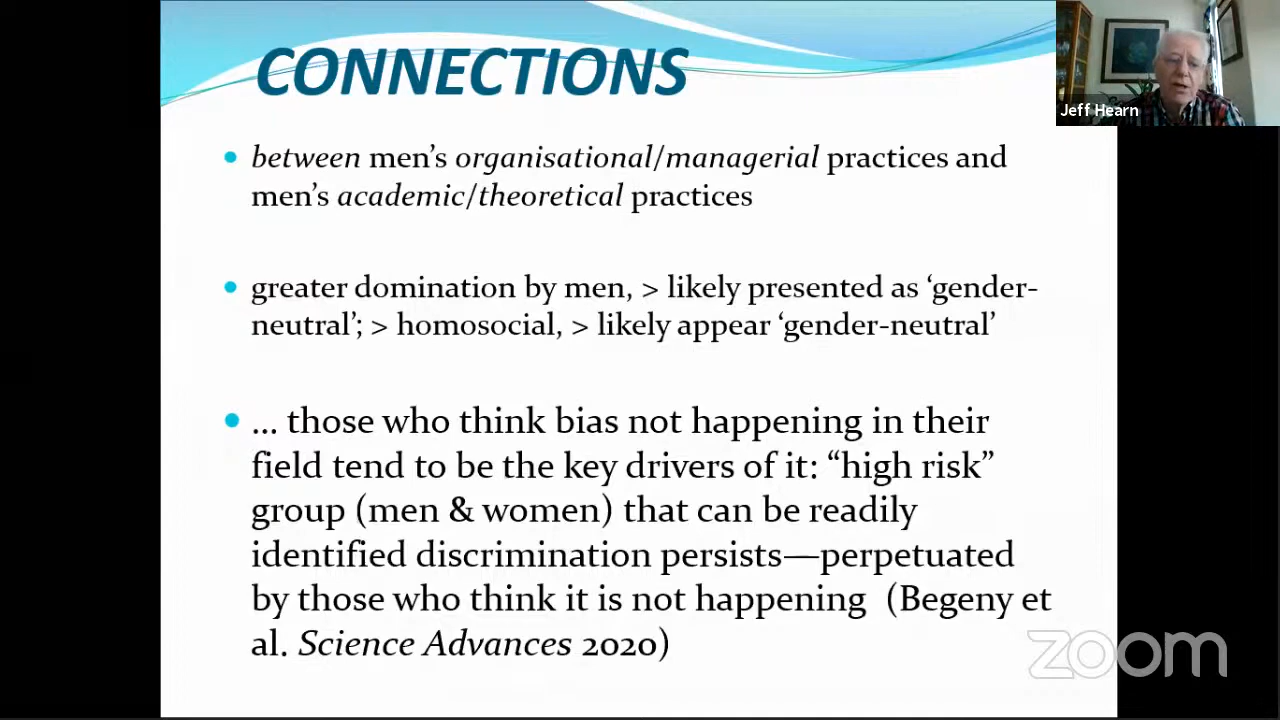 CONNECTIONS
Jeff Hearn
between men’s organisational/managerial practices and
men’s academic/theoretical practices
greater domination by men, > likely presented as ‘gender-
neutral’; > homosocial, > likely appear ‘gender-neutral’
... those who think bias not happening in their
field tend to be the key drivers of it: “high risk”
group (men & women) that can be readily
identified discrimination persists—perpetuated
by those who think it is not happening (Begeny et
al. Science Advances 2020)
zoom